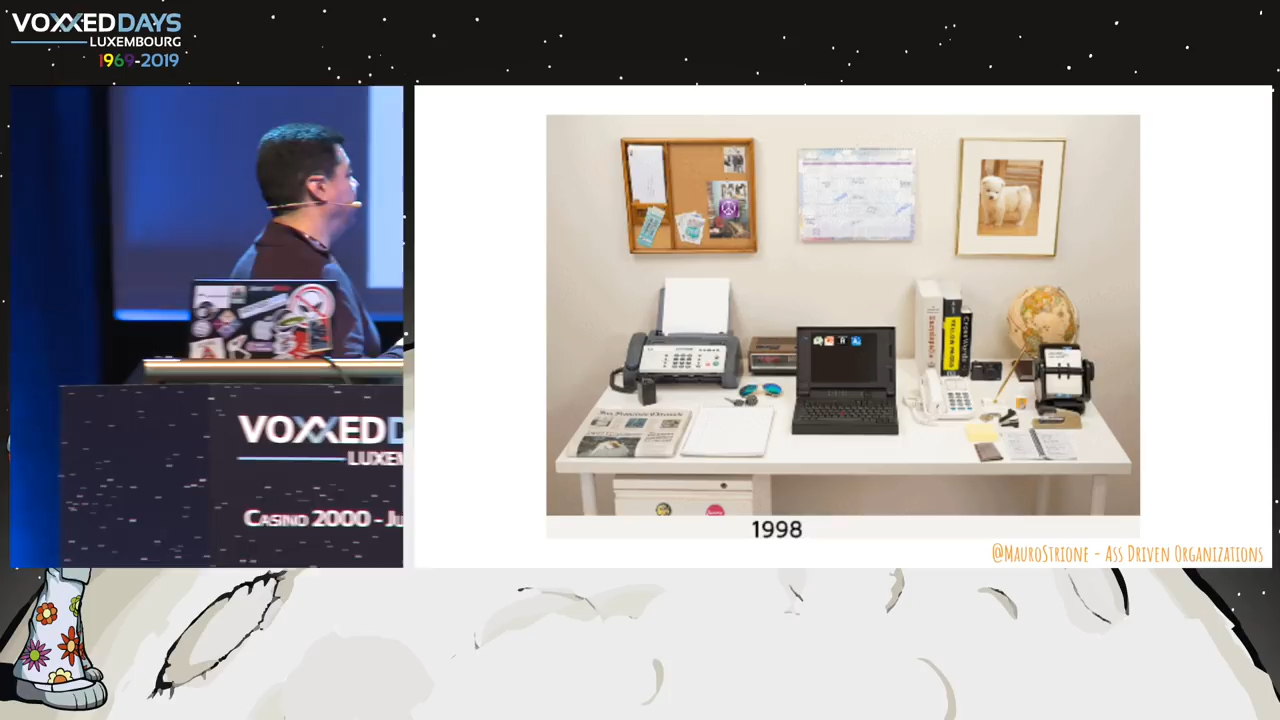 VOXXEDDAYS
LUXEMBOURG
1969-2019
VOXXED
LUXEM
CASINO 2000 - JU
1998
@MAUROSTRIONE - ASS DRIVEN ORGANIZATIONS